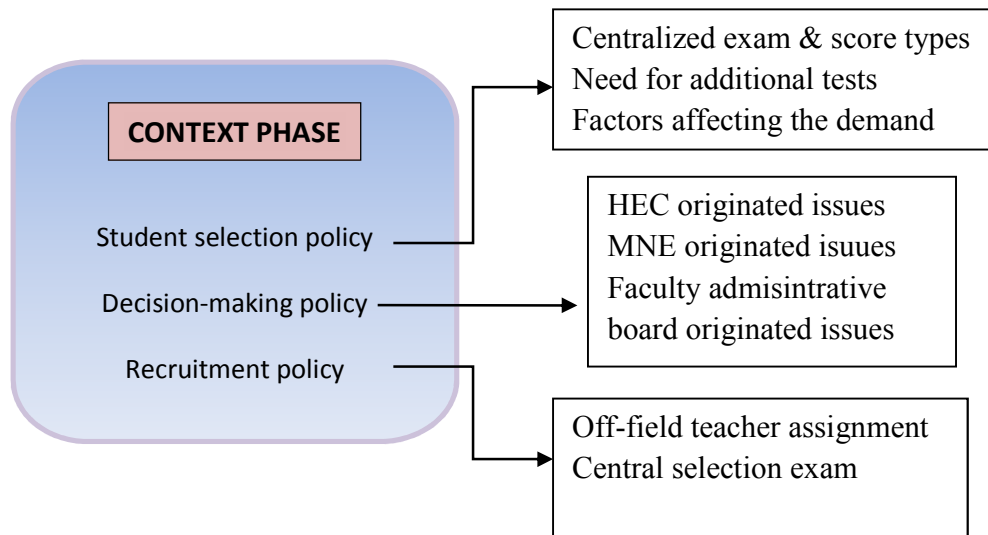 CONTEXT PHASE
Student selection policy
Decision-making policy
Recruitment policy
Centralized exam & score types
Need for additional tests
Factors affecting the demand
HEC originated issues
MNE originated isuues
Faculty admisintrative
board originated issues
Off-field teacher assignment
Central selection exam